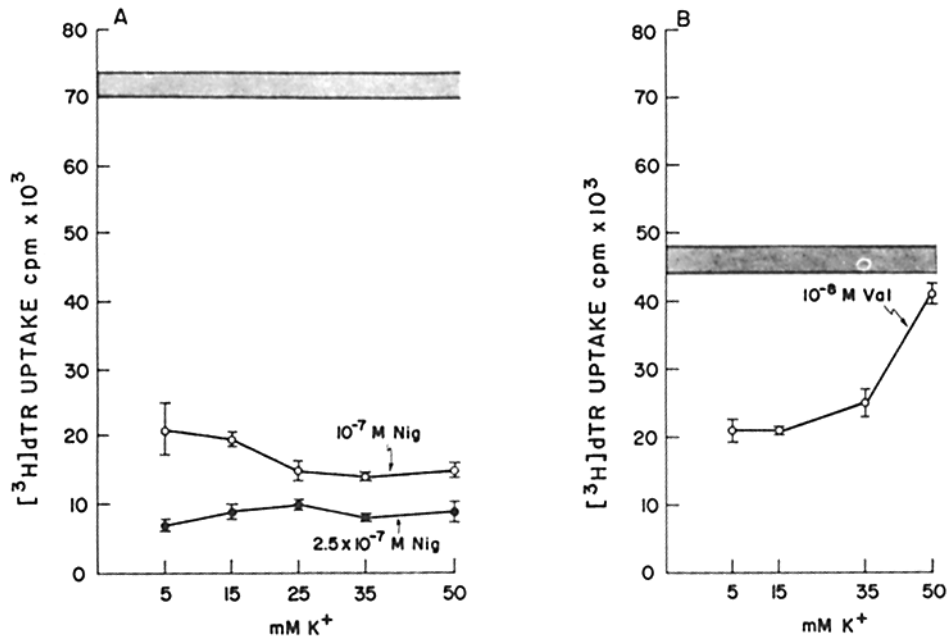 A
80
70
60
50
40
30
20
10
0
[³H]dTR UPTAKE cpm x 10³
10⁻⁷ M Nig
2.5x10⁻⁷ M Nig
5 15 25 35 50
mM K⁺
B
80
70
60
50
40
30
20
10
0
[³H]dTR UPTAKE cpm x 10³
10⁻⁸ M Val
5 15 35 50
mM K⁺